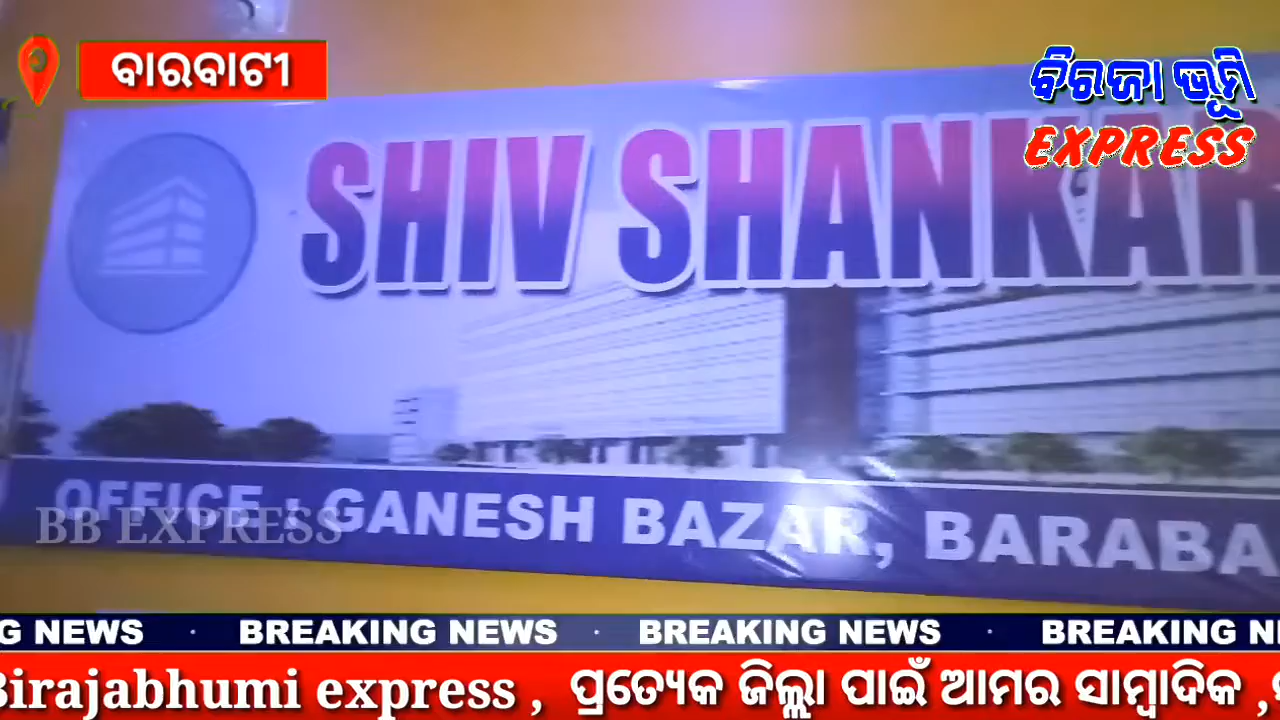 ବାରବାଟୀ
ବିରଜା ଭୂମି
EXPRESS
SHIV SHANKAR
OFFICE : GANESH BAZAR, BARABA
BB EXPRESS
G NEWS · BREAKING NEWS · BREAKING NEWS · BREAKING NE
Birajabhumi express , ପ୍ରତ୍ୟେକ ଜିଲ୍ଲା ପାଇଁ ଆମର ସାମ୍ବାଦିକ ,